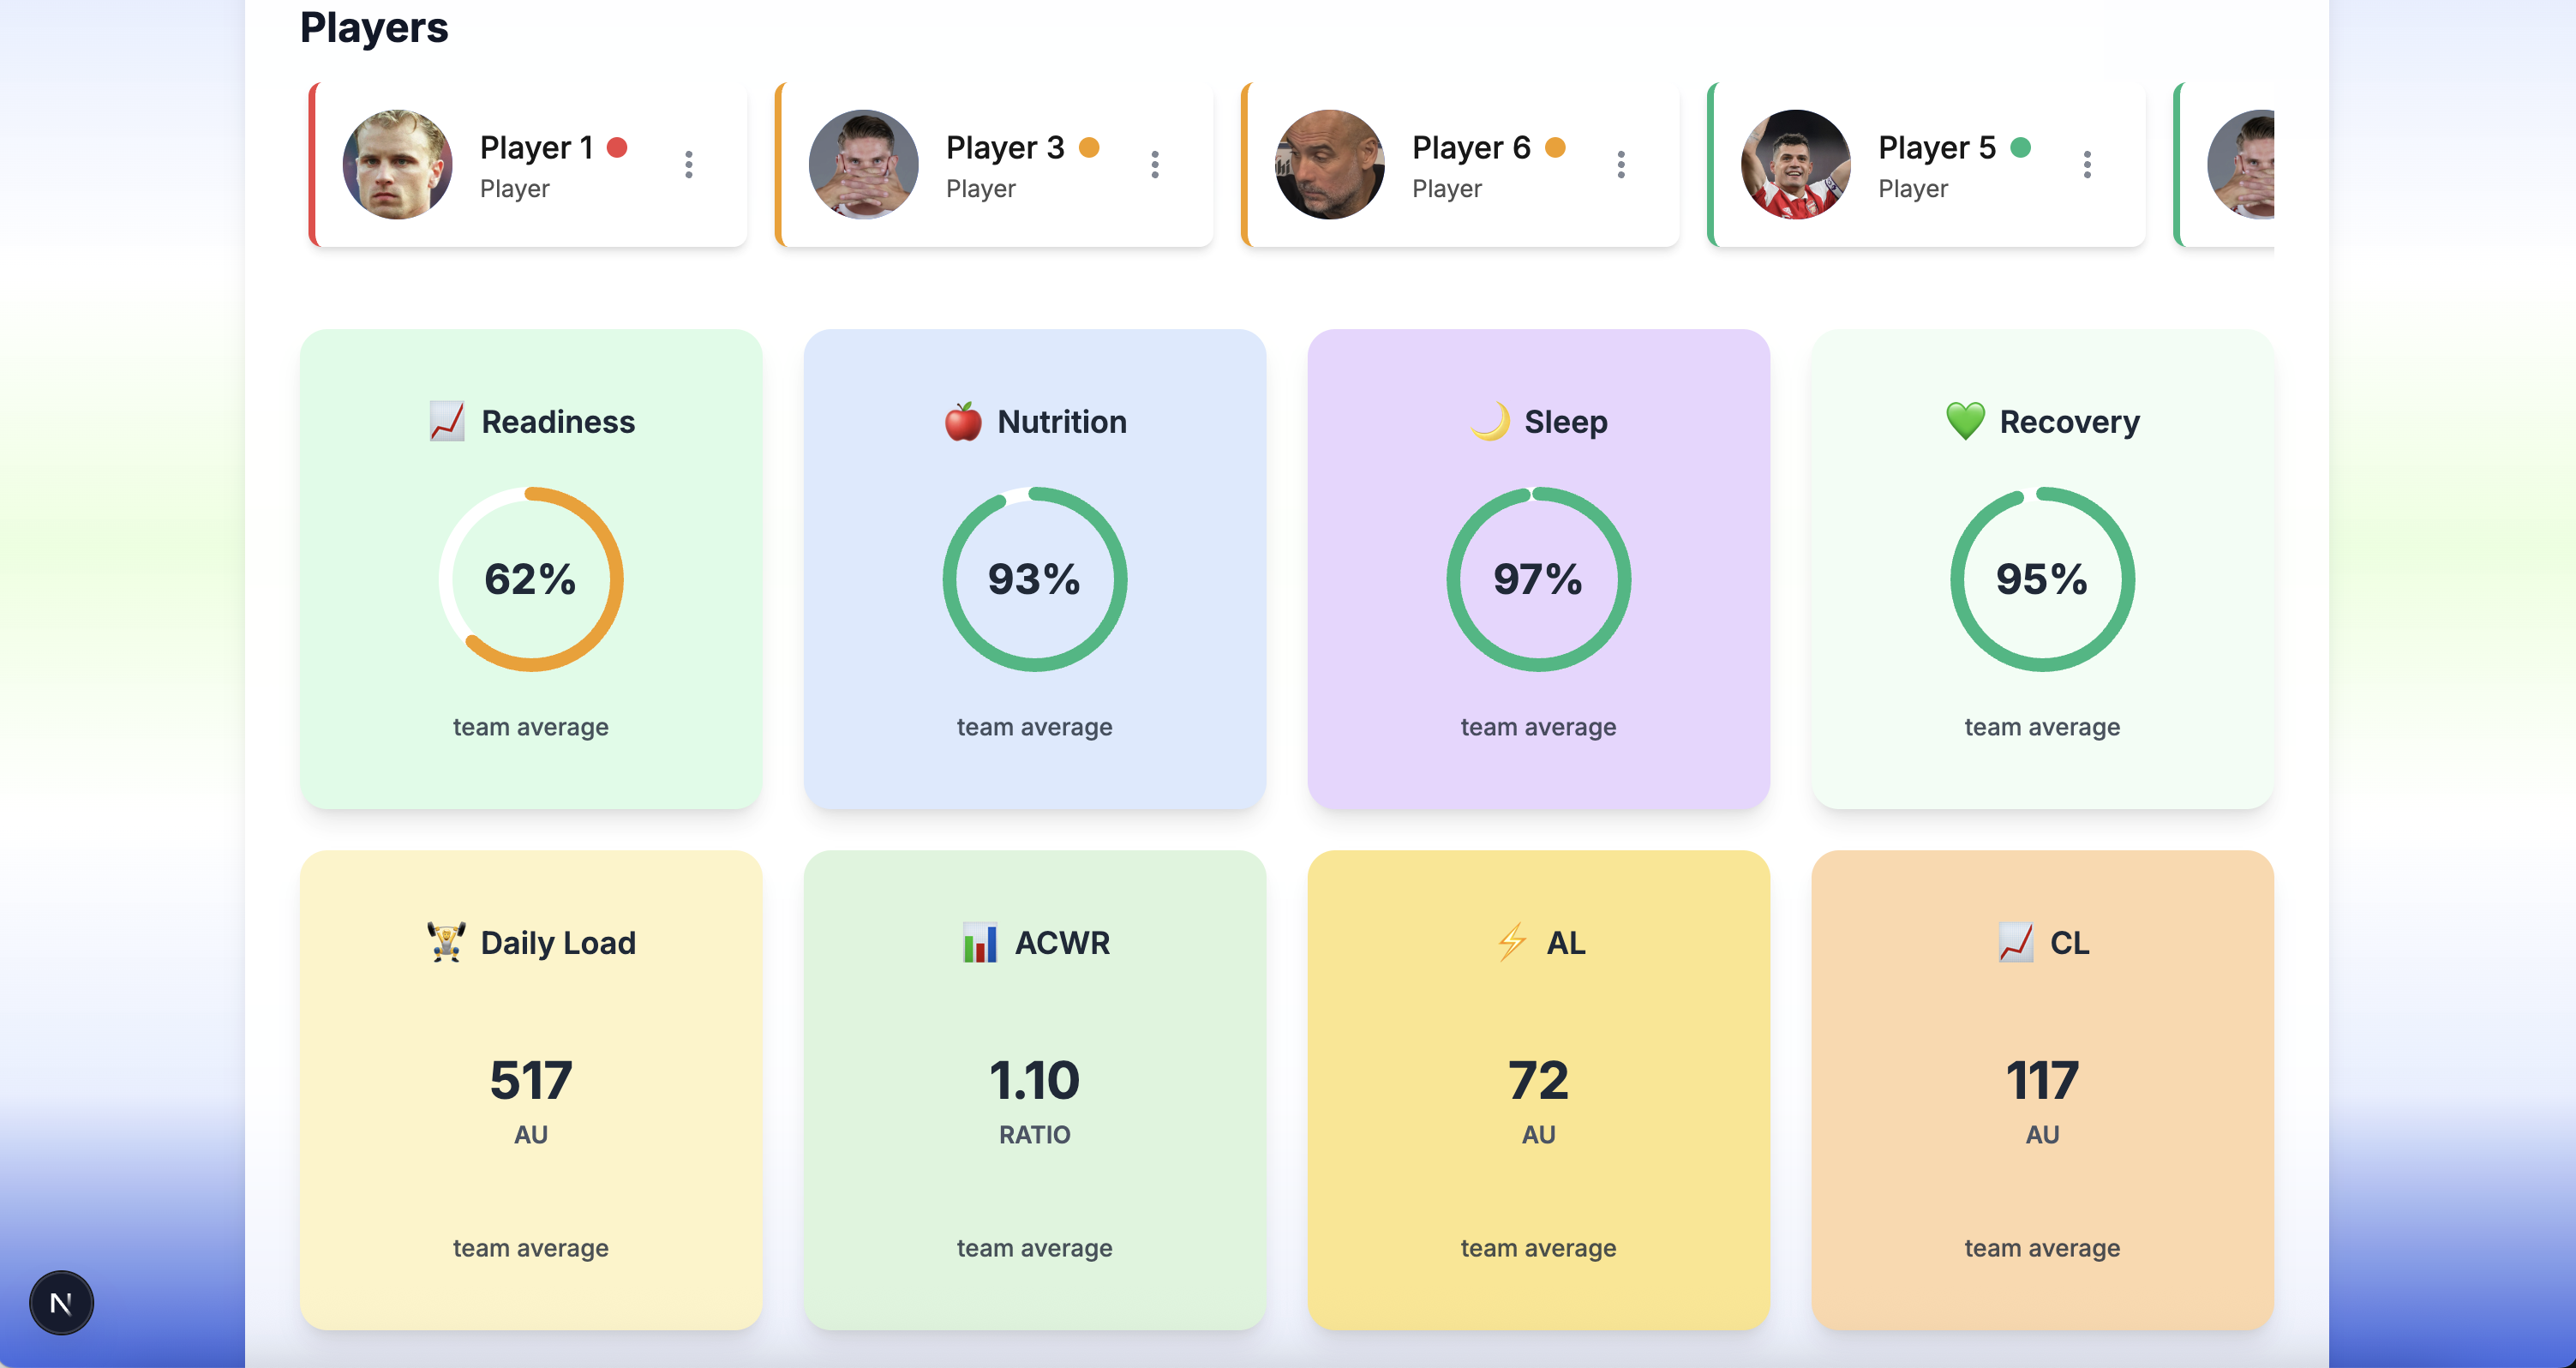 Players
Player 1
Player
Player 3
Player
Player 6
Player
Player 5
Player
Readiness
62%
team average
Nutrition
93%
team average
Sleep
97%
team average
Recovery
95%
team average
Daily Load
517
AU
team average
ACWR
1.10
RATIO
team average
AL
72
AU
team average
CL
117
AU
team average
N